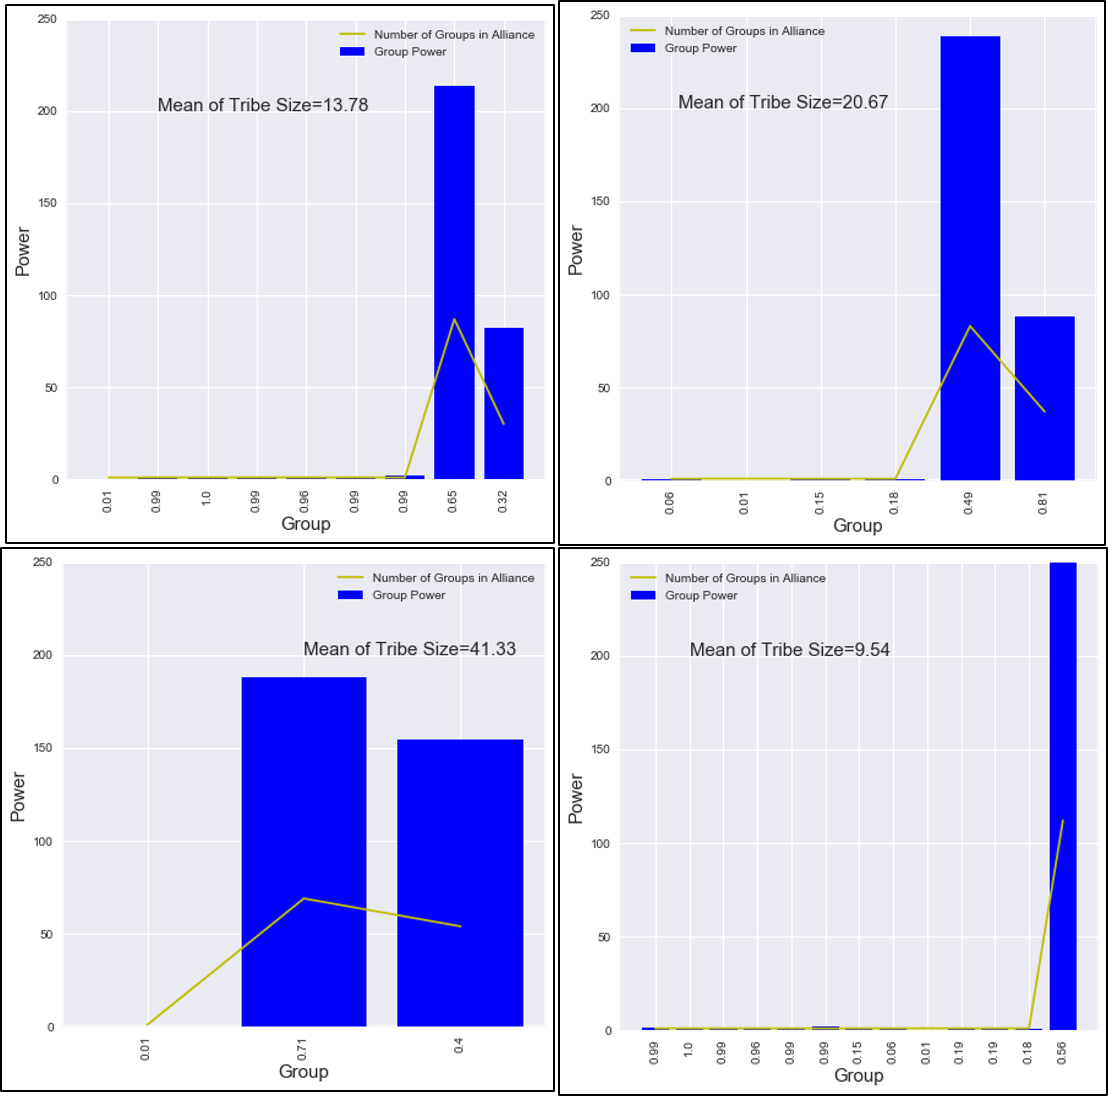 250
200
150
100
50
0
Power
Number of Groups in Alliance
Group Power
Mean of Tribe Size=13.78
0.01 0.99 1.0 0.99 0.96 0.99 0.99 0.65 0.32
Group
250
200
150
100
50
0
Power
Number of Groups in Alliance
Group Power
Mean of Tribe Size=20.67
0.06 0.01 0.15 0.18 0.49 0.81
Group
250
200
150
100
50
0
Power
Number of Groups in Alliance
Group Power
Mean of Tribe Size=41.33
0.01 0.71 0.4
Group
250
200
150
100
50
0
Power
Number of Groups in Alliance
Group Power
Mean of Tribe Size=9.54
0.99 1.0 0.99 0.96 0.99 0.99 0.15 0.06 0.01 0.19 0.19 0.18 0.56
Group